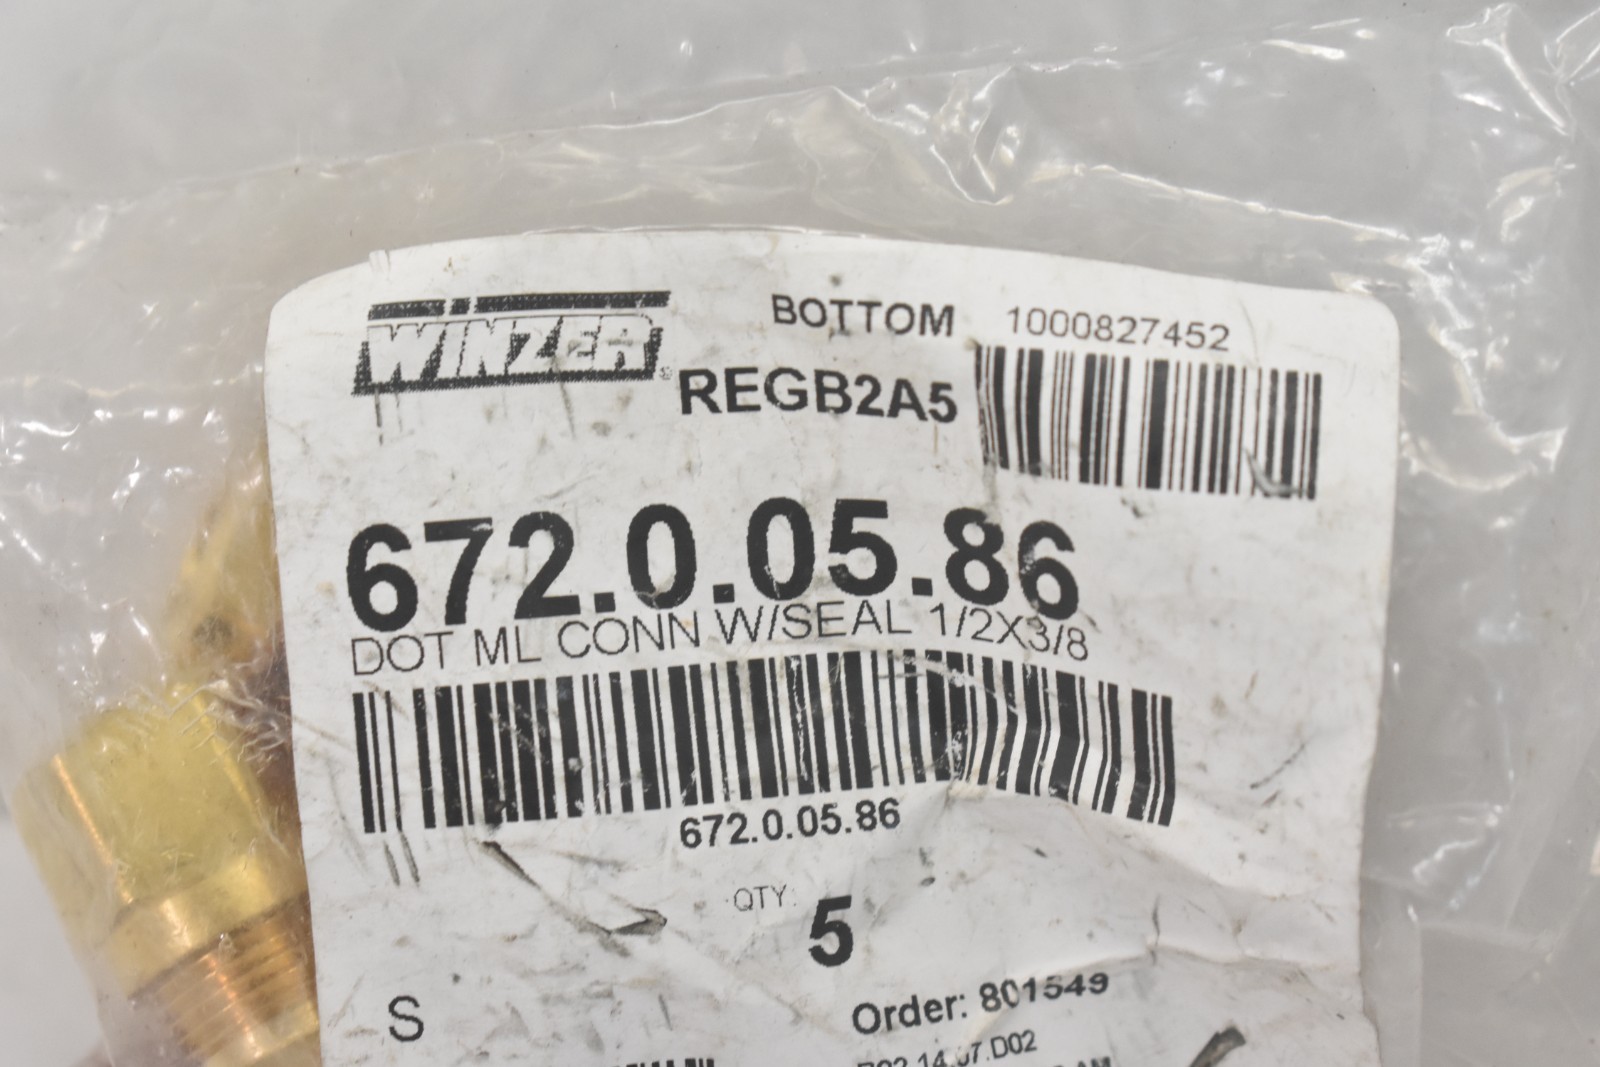 WINZER
BOTTOM 1000827452
REGB2A5
672.0.05.86
DOT ML CONN W/SEAL 1/2X3/8
672.0.05.86
QTY: 5
S
Order: 801549